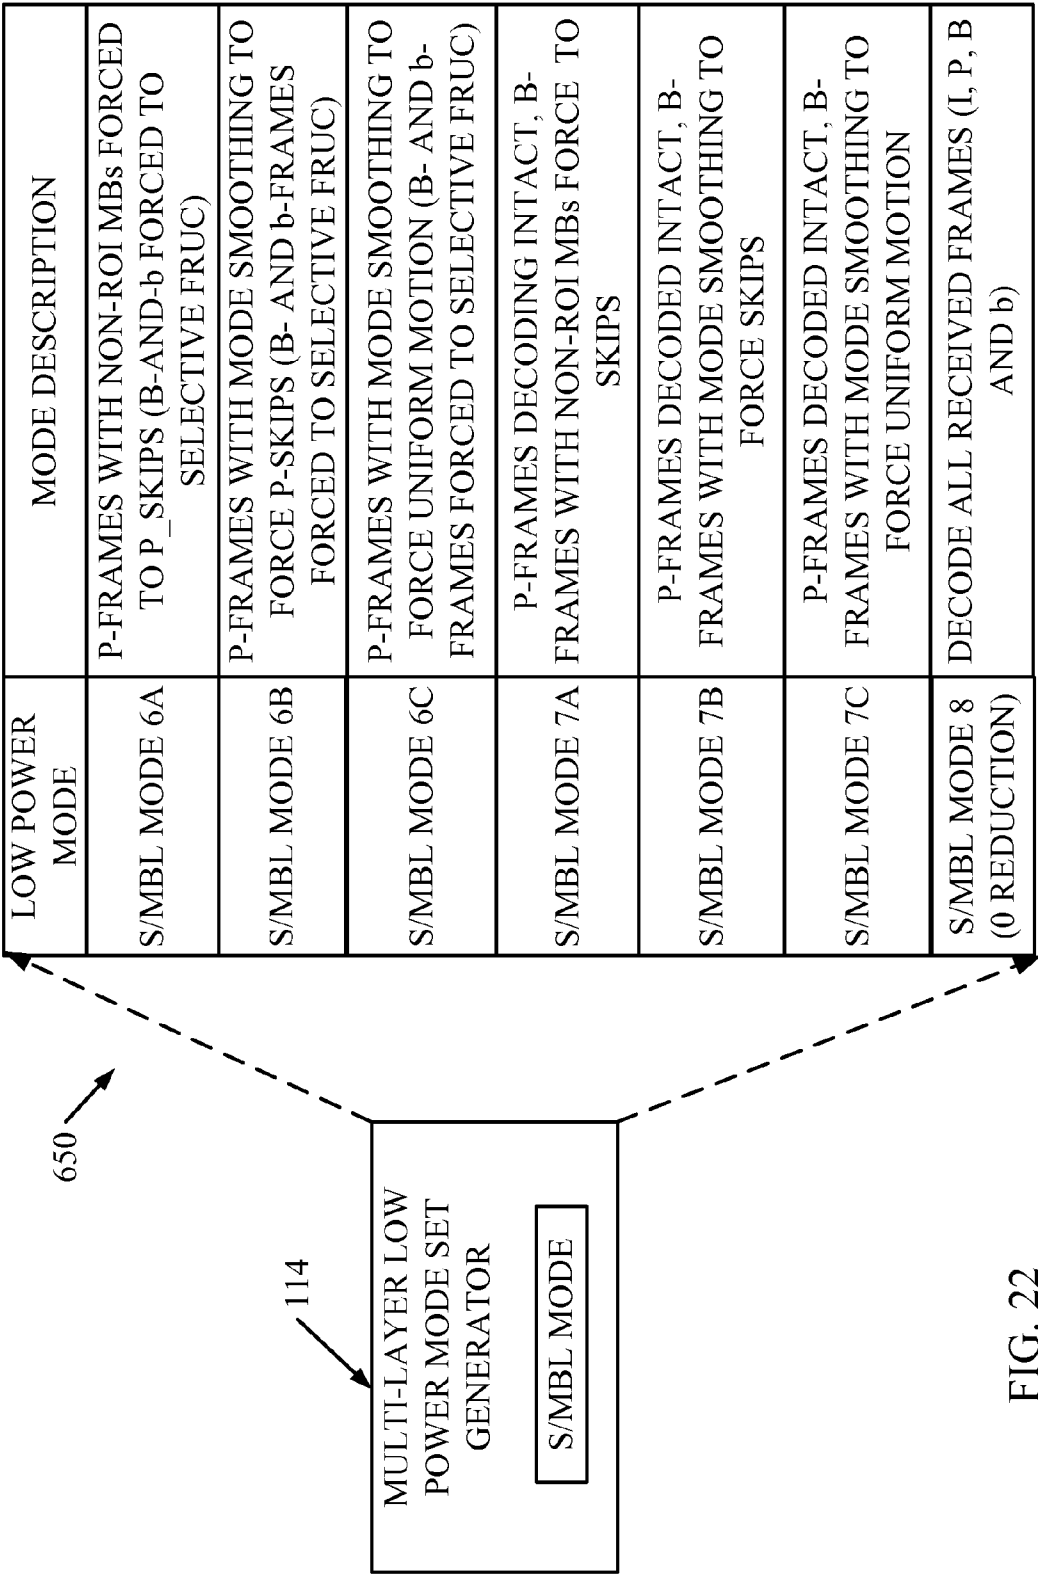 650
114
MULTI-LAYER LOW
POWER MODE SET
GENERATOR
S/MBL MODE
LOW POWER
MODE
MODE DESCRIPTION
S/MBL MODE 6A
P-FRAMES WITH NON-ROI MBs FORCED
TO P_SKIPS (B-AND-b FORCED TO
SELECTIVE FRUC)
S/MBL MODE 6B
P-FRAMES WITH MODE SMOOTHING TO
FORCE P-SKIPS (B- AND b-FRAMES
FORCED TO SELECTIVE FRUC)
S/MBL MODE 6C
P-FRAMES WITH MODE SMOOTHING TO
FORCE UNIFORM MOTION (B- AND b-
FRAMES FORCED TO SELECTIVE FRUC)
S/MBL MODE 7A
P-FRAMES DECODING INTACT, B-
FRAMES WITH NON-ROI MBs FORCE TO
SKIPS
S/MBL MODE 7B
P-FRAMES DECODED INTACT, B-
FRAMES WITH MODE SMOOTHING TO
FORCE SKIPS
S/MBL MODE 7C
P-FRAMES DECODED INTACT, B-
FRAMES WITH MODE SMOOTHING TO
FORCE UNIFORM MOTION
S/MBL MODE 8
(0 REDUCTION)
DECODE ALL RECEIVED FRAMES (I, P, B
AND b)
FIG. 22